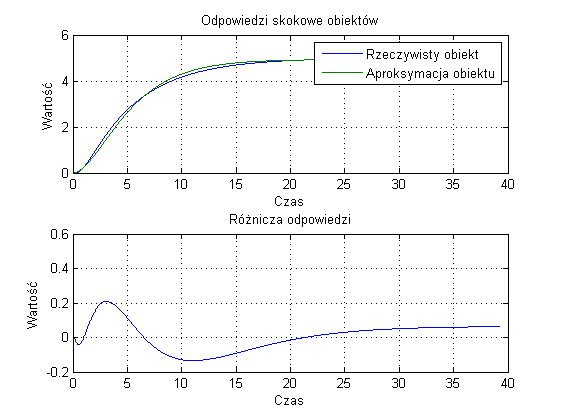 Odpowiedzi skokowe obiektów
6
4
2
0
Wartość
Rzeczywisty obiekt
Aproksymacja obiektu
0 5 10 15 20 25 30 35 40
Czas
Różnicza odpowiedzi
0.6
0.4
0.2
0
-0.2
Wartość
0 5 10 15 20 25 30 35 40
Czas